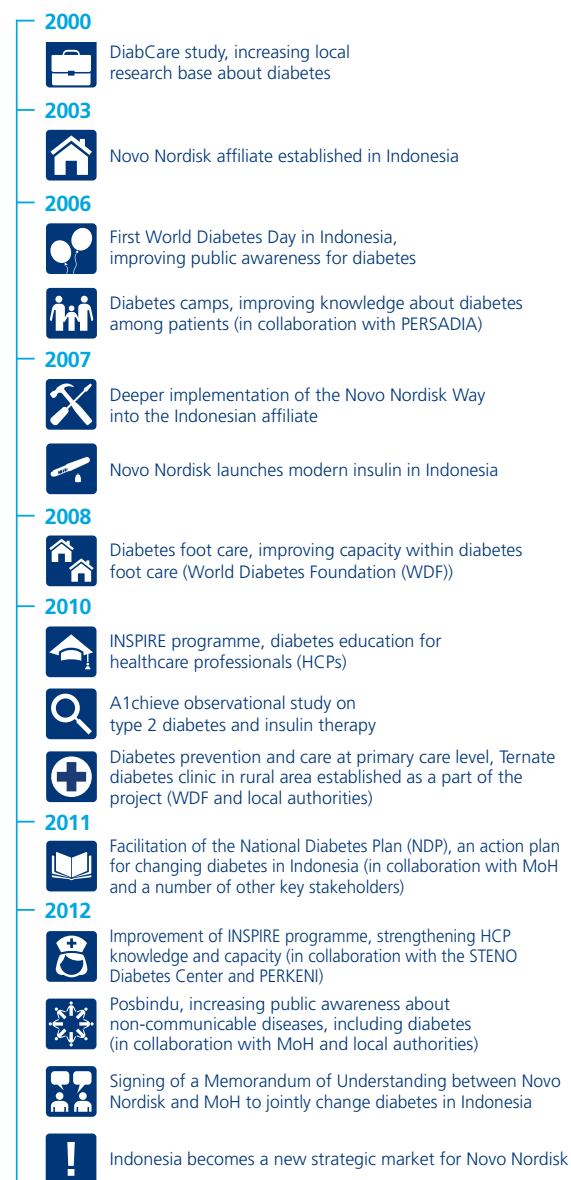 2000
DiabCare study, increasing local
research base about diabetes
2003
Novo Nordisk affiliate established in Indonesia
2006
First World Diabetes Day in Indonesia,
improving public awareness for diabetes
Diabetes camps, improving knowledge about diabetes
among patients (in collaboration with PERSADIA)
2007
Deeper implementation of the Novo Nordisk Way
into the Indonesian affiliate
Novo Nordisk launches modern insulin in Indonesia
2008
Diabetes foot care, improving capacity within diabetes
foot care (World Diabetes Foundation (WDF))
2010
INSPIRE programme, diabetes education for
healthcare professionals (HCPs)
A1chieve observational study on
type 2 diabetes and insulin therapy
Diabetes prevention and care at primary care level, Ternate
diabetes clinic in rural area established as a part of the
project (WDF and local authorities)
2011
Facilitation of the National Diabetes Plan (NDP), an action plan
for changing diabetes in Indonesia (in collaboration with MoH
and a number of other key stakeholders)
2012
Improvement of INSPIRE programme, strengthening HCP
knowledge and capacity (in collaboration with the STENO
Diabetes Center and PERKENI)
Posbindu, increasing public awareness about
non-communicable diseases, including diabetes
(in collaboration with MoH and local authorities)
Signing of a Memorandum of Understanding between Novo
Nordisk and MoH to jointly change diabetes in Indonesia
!
Indonesia becomes a new strategic market for Novo Nordisk